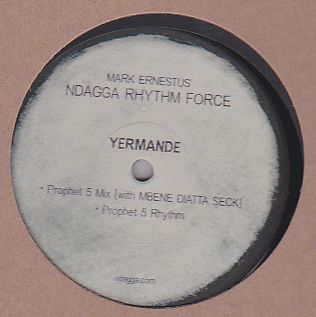 MARK ERNESTUS'
NDAGGA RHYTHM FORCE
YERMANDE
• Prophet 5 Mix [with MBENE DIATTA SECK]
• Prophet 5 Rhythm
ndagga.com